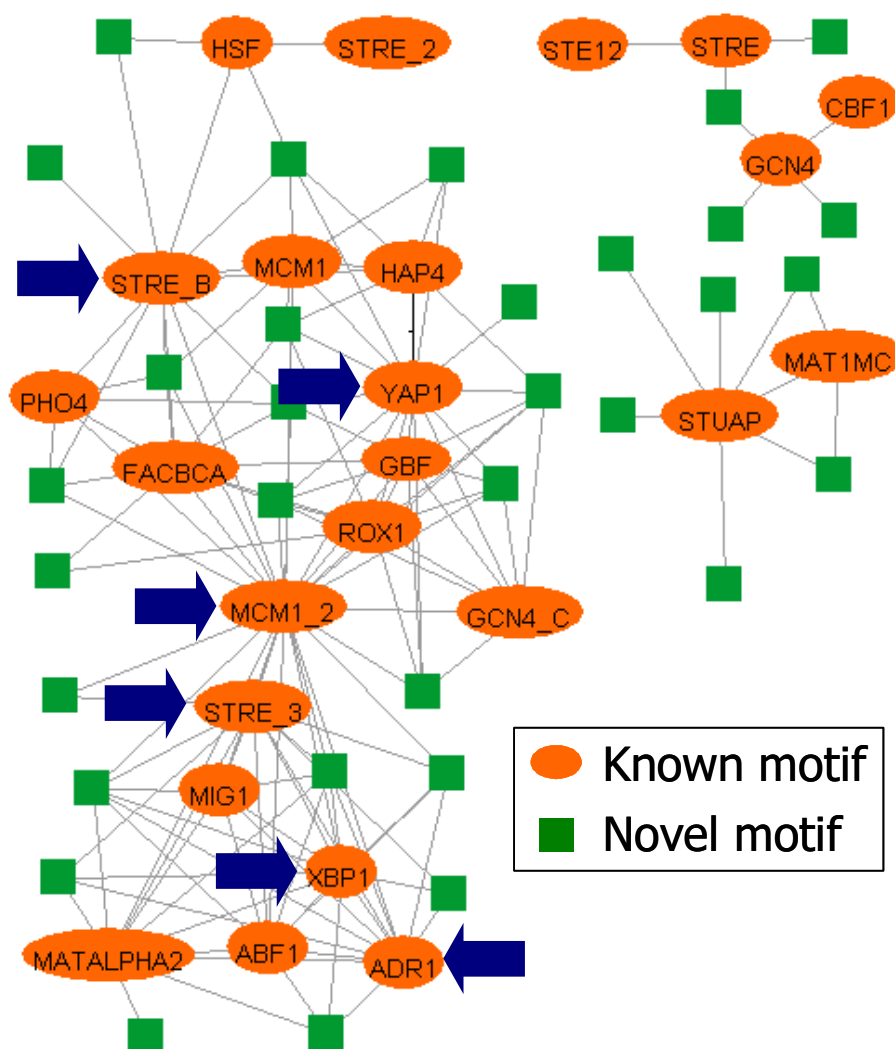 HSF
STRE_2
STE12
STRE
CBF1
GCN4
STRE_B
MCM1
HAP4
PHO4
YAP1
MAT1MC
STUAP
FACBCA
GBF
ROX1
MCM1_2
GCN4_C
STRE_3
Known motif
Novel motif
MIG1
XBP1
MATALPHA2
ABF1
ADR1